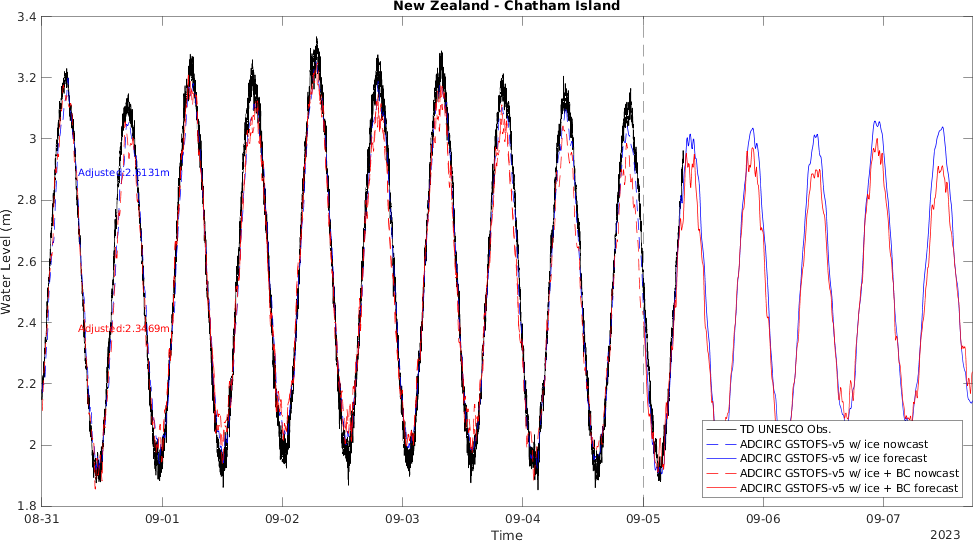 New Zealand - Chatham Island
3.4
3.2
3
2.8
2.6
2.4
2.2
2
1.8
Water Level (m)
Adjusted:2.5131m
Adjusted:2.3469m
TD UNESCO Obs.
ADCIRC GSTOFS-v5 w/ ice nowcast
ADCIRC GSTOFS-v5 w/ ice forecast
ADCIRC GSTOFS-v5 w/ ice + BC nowcast
ADCIRC GSTOFS-v5 w/ ice + BC forecast
08-31 09-01 09-02 09-03 09-04 09-05 09-06 09-07
Time
2023